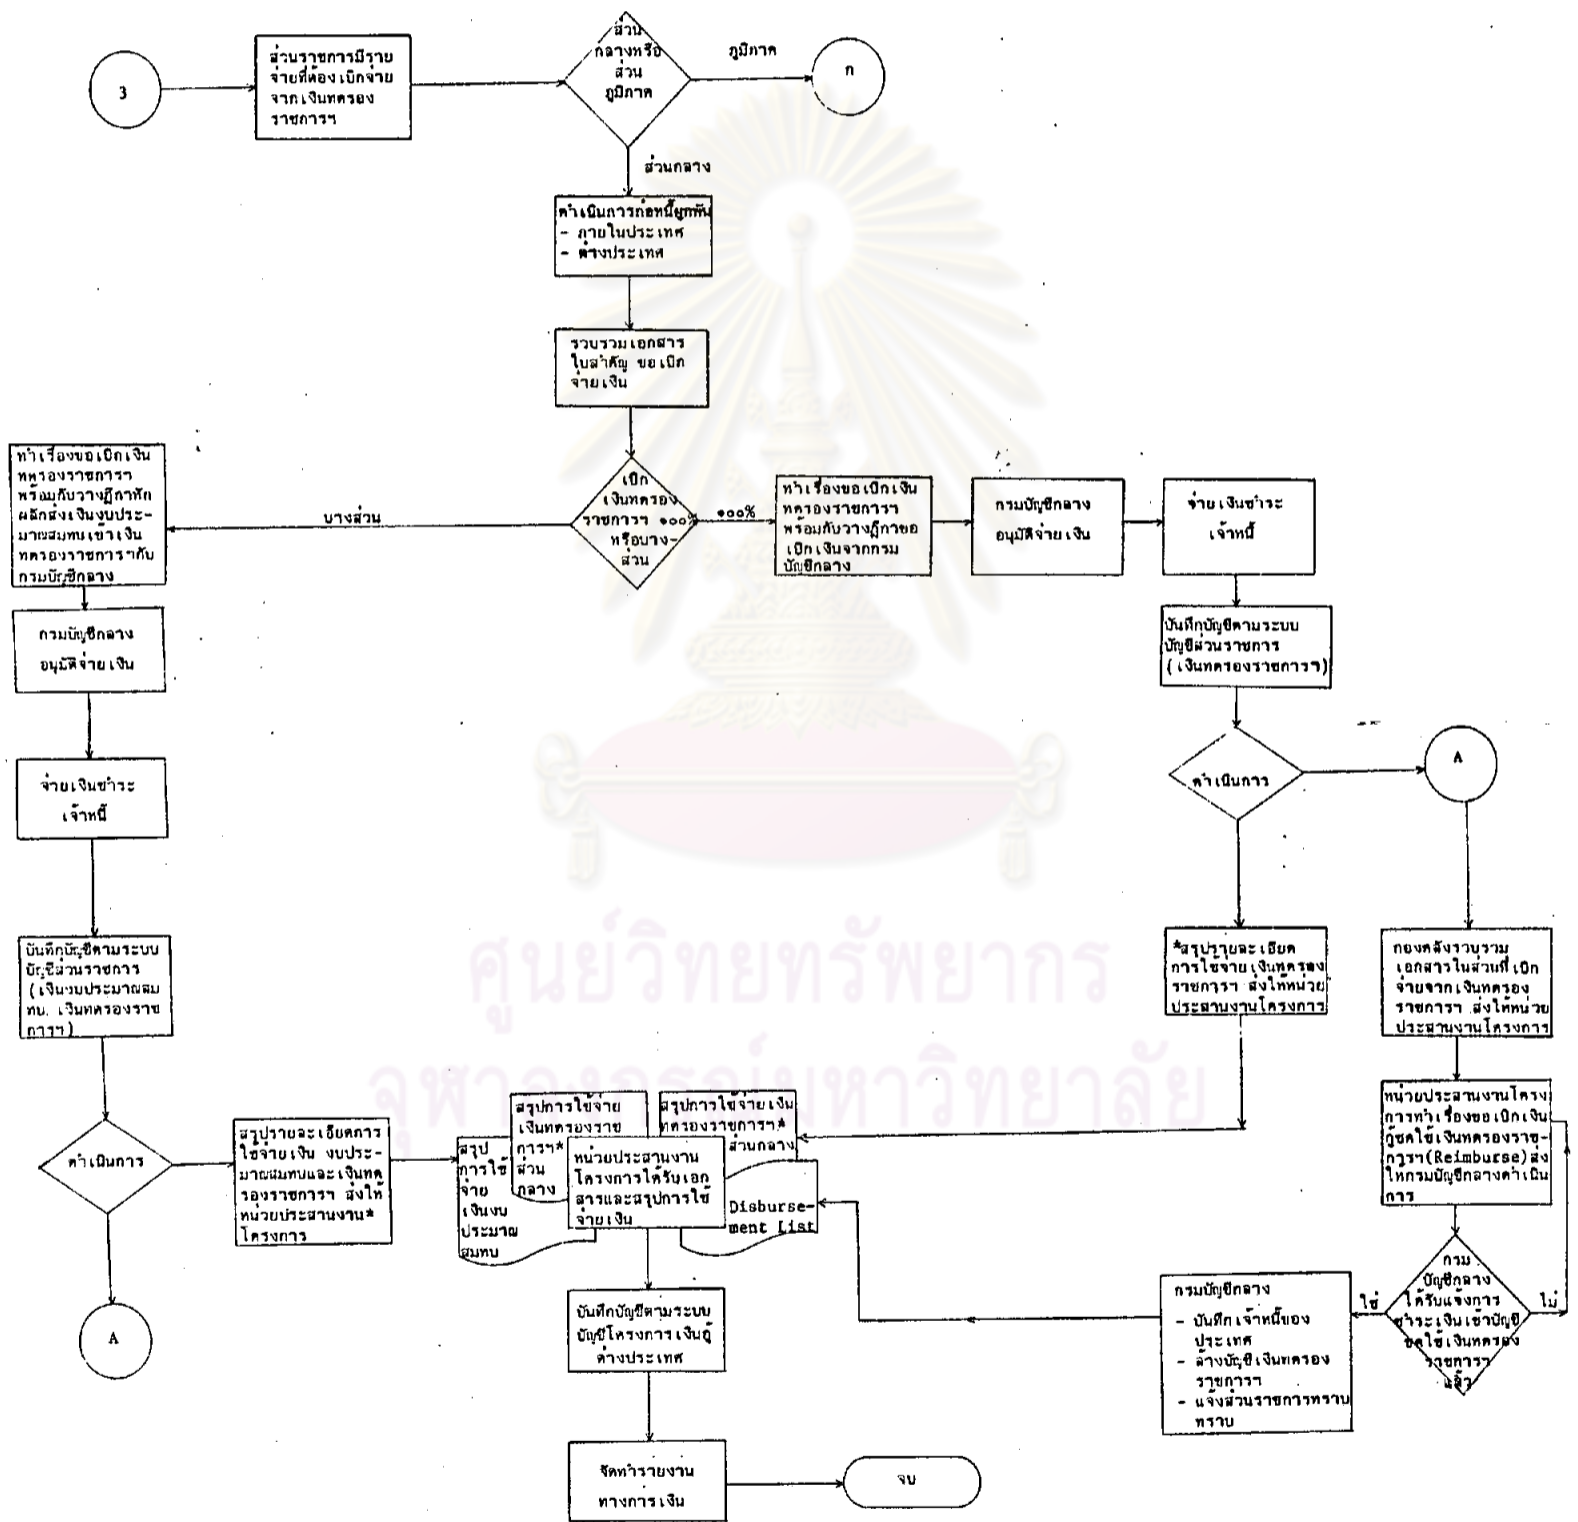 3
ส่วนราชการมีราย
จ่ายที่ต้องเบิกจ่าย
จากเงินทดรอง
ราชการฯ
ส่วน
กลางหรือ
ส่วน
ภูมิภาค
ภูมิภาค
ก
ส่วนกลาง
ดำเนินการก่อหนี้ผูกพัน
- ภายในประเทศ
- ต่างประเทศ
รวบรวมเอกสาร
ใบสำคัญ ขอเบิก
จ่ายเงิน
เบิก
เงินทดรอง
ราชการฯ ๑๐๐%
หรือบาง-
ส่วน
บางส่วน
๑๐๐%
ทำเรื่องขอเบิกเงิน
ทดรองราชการฯ
พร้อมกับวางฎีกาหัก
ผลักส่งเงินงบประ-
มาณสมทบเข้าเงิน
ทดรองราชการฯกับ
กรมบัญชีกลาง
กรมบัญชีกลาง
อนุมัติจ่ายเงิน
จ่ายเงินชำระ
เจ้าหนี้
บันทึกบัญชีตามระบบ
บัญชีส่วนราชการ
(เงินงบประมาณสม
ทบ, เงินทดรองราช
การฯ)
ดำเนินการ
A
สรุปรายละเอียดการ
ใช้จ่ายเงิน งบประ-
มาณสมทบและเงินทด
รองราชการฯ ส่งให้
หน่วยประสานงาน*
โครงการ
ทำเรื่องขอเบิกเงิน
ทดรองราชการฯ
พร้อมกับวางฎีกาขอ
เบิกเงินจากกรม
บัญชีกลาง
กรมบัญชีกลาง
อนุมัติจ่ายเงิน
จ่ายเงินชำระ
เจ้าหนี้
บันทึกบัญชีตามระบบ
บัญชีส่วนราชการ
(เงินทดรองราชการฯ)
ดำเนินการ
A
*สรุปรายละเอียด
การใช้จ่ายเงินทดรอง
ราชการฯ ส่งให้หน่วย
ประสานงานโครงการ
กองคลังรวบรวม
เอกสารในส่วนที่เบิก
จ่ายจากเงินทดรอง
ราชการฯ ส่งให้หน่วย
ประสานงานโครงการ
หน่วยประสานงานโครง
การทำเรื่องขอเบิกเงิน
กู้ชดใช้เงินทดรองราช-
การฯ(Reimburse)ส่ง
ให้กรมบัญชีกลางดำเนิน
การ
กรม
บัญชีกลาง
ได้รับแจ้งการ
ชำระเงินเข้าบัญชี
ชดใช้เงินทดรอง
ราชการฯ
แล้ว
ไม่
ใช่
กรมบัญชีกลาง
- บันทึกเจ้าหนี้ของ
ประเทศ
- ล้างบัญชีเงินทดรอง
ราชการฯ
- แจ้งส่วนราชการทราบ
ทราบ
สรุป
การใช้
จ่าย
เงินงบ
ประมาณ
สมทบ
สรุปการใช้จ่าย
เงินทดรองราช
การฯ*
ส่วน
กลาง
สรุปการใช้จ่ายเงิน
ทดรองราชการฯ*
ส่วนกลาง
หน่วยประสานงาน
โครงการได้รับเอก
สารและสรุปการใช้
จ่ายเงิน
Disburse-
ment List
บันทึกบัญชีตามระบบ
บัญชีโครงการเงินกู้
ต่างประเทศ
จัดทำรายงาน
ทางการเงิน
จบ
ศูนย์วิทยทรัพยากร
จุฬาลงกรณ์มหาวิทยาลัย